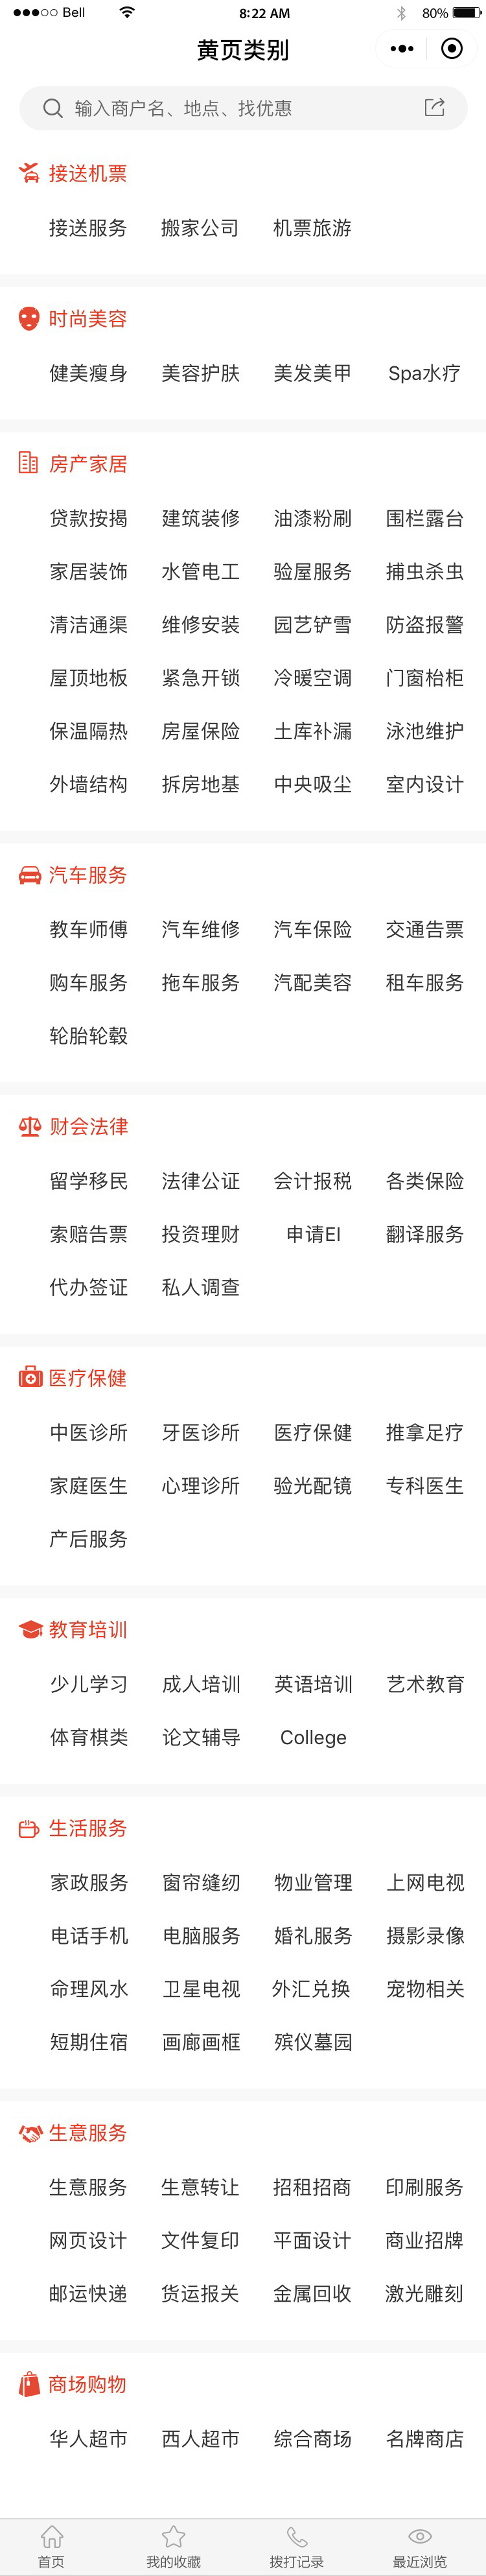 Bell 8:22 AM 80%
黄页类别
输入商户名、地点、找优惠
接送机票
接送服务 搬家公司 机票旅游
时尚美容
健美瘦身 美容护肤 美发美甲 Spa水疗
房产家居
贷款按揭 建筑装修 油漆粉刷 围栏露台
家居装饰 水管电工 验屋服务 捕虫杀虫
清洁通渠 维修安装 园艺铲雪 防盗报警
屋顶地板 紧急开锁 冷暖空调 门窗枱柜
保温隔热 房屋保险 土库补漏 泳池维护
外墙结构 拆房地基 中央吸尘 室内设计
汽车服务
教车师傅 汽车维修 汽车保险 交通告票
购车服务 拖车服务 汽配美容 租车服务
轮胎轮毂
财会法律
留学移民 法律公证 会计报税 各类保险
索赔告票 投资理财 申请EI 翻译服务
代办签证 私人调查
医疗保健
中医诊所 牙医诊所 医疗保健 推拿足疗
家庭医生 心理诊所 验光配镜 专科医生
产后服务
教育培训
少儿学习 成人培训 英语培训 艺术教育
体育棋类 论文辅导 College
生活服务
家政服务 窗帘缝纫 物业管理 上网电视
电话手机 电脑服务 婚礼服务 摄影录像
命理风水 卫星电视 外汇兑换 宠物相关
短期住宿 画廊画框 殡仪墓园
生意服务
生意服务 生意转让 招租招商 印刷服务
网页设计 文件复印 平面设计 商业招牌
邮运快递 货运报关 金属回收 激光雕刻
商场购物
华人超市 西人超市 综合商场 名牌商店
首页 我的收藏 拨打记录 最近浏览